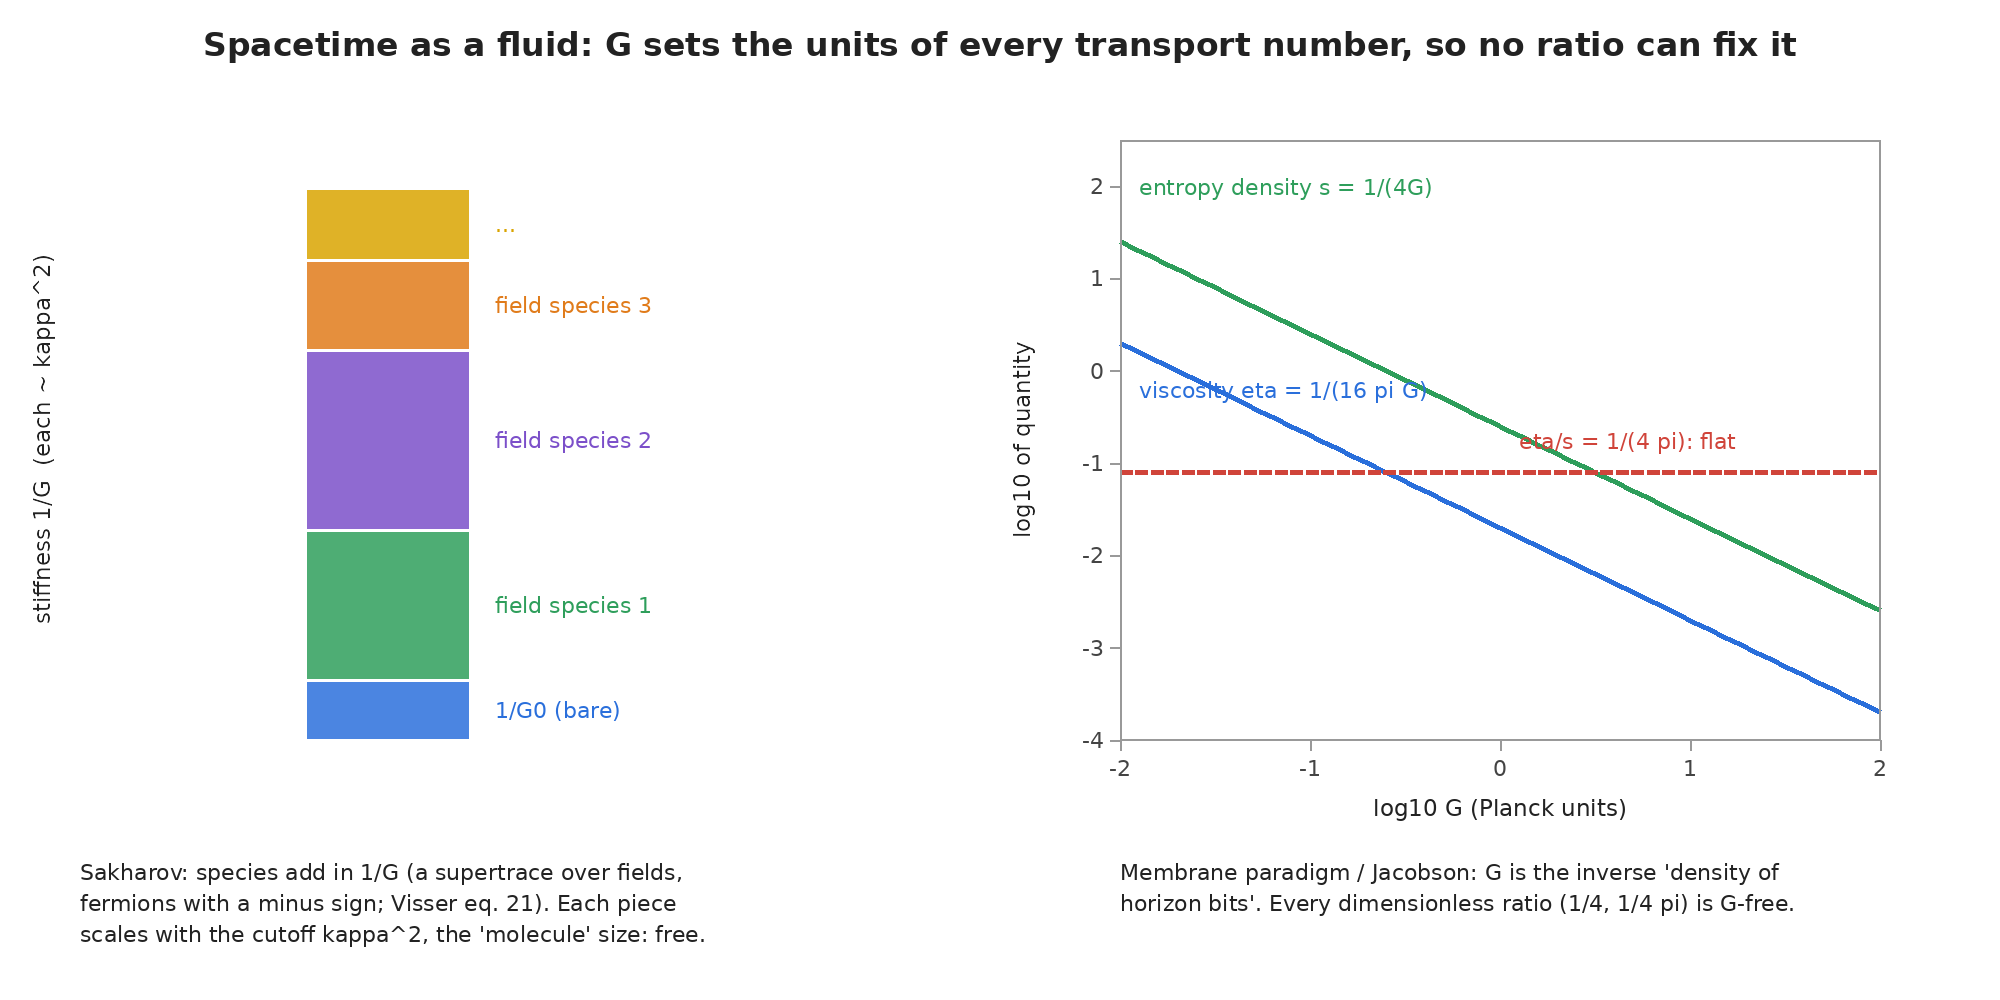 Spacetime as a fluid: G sets the units of every transport number, so no ratio can fix it
stiffness 1/G (each ~ kappa^2)
...
field species 3
field species 2
field species 1
1/G0 (bare)
Sakharov: species add in 1/G (a supertrace over fields,
fermions with a minus sign; Visser eq. 21). Each piece
scales with the cutoff kappa^2, the 'molecule' size: free.
log10 of quantity
2
1
0
-1
-2
-3
-4
entropy density s = 1/(4G)
viscosity eta = 1/(16 pi G)
eta/s = 1/(4 pi): flat
-2
-1
0
1
2
log10 G (Planck units)
Membrane paradigm / Jacobson: G is the inverse 'density of
horizon bits'. Every dimensionless ratio (1/4, 1/4 pi) is G-free.